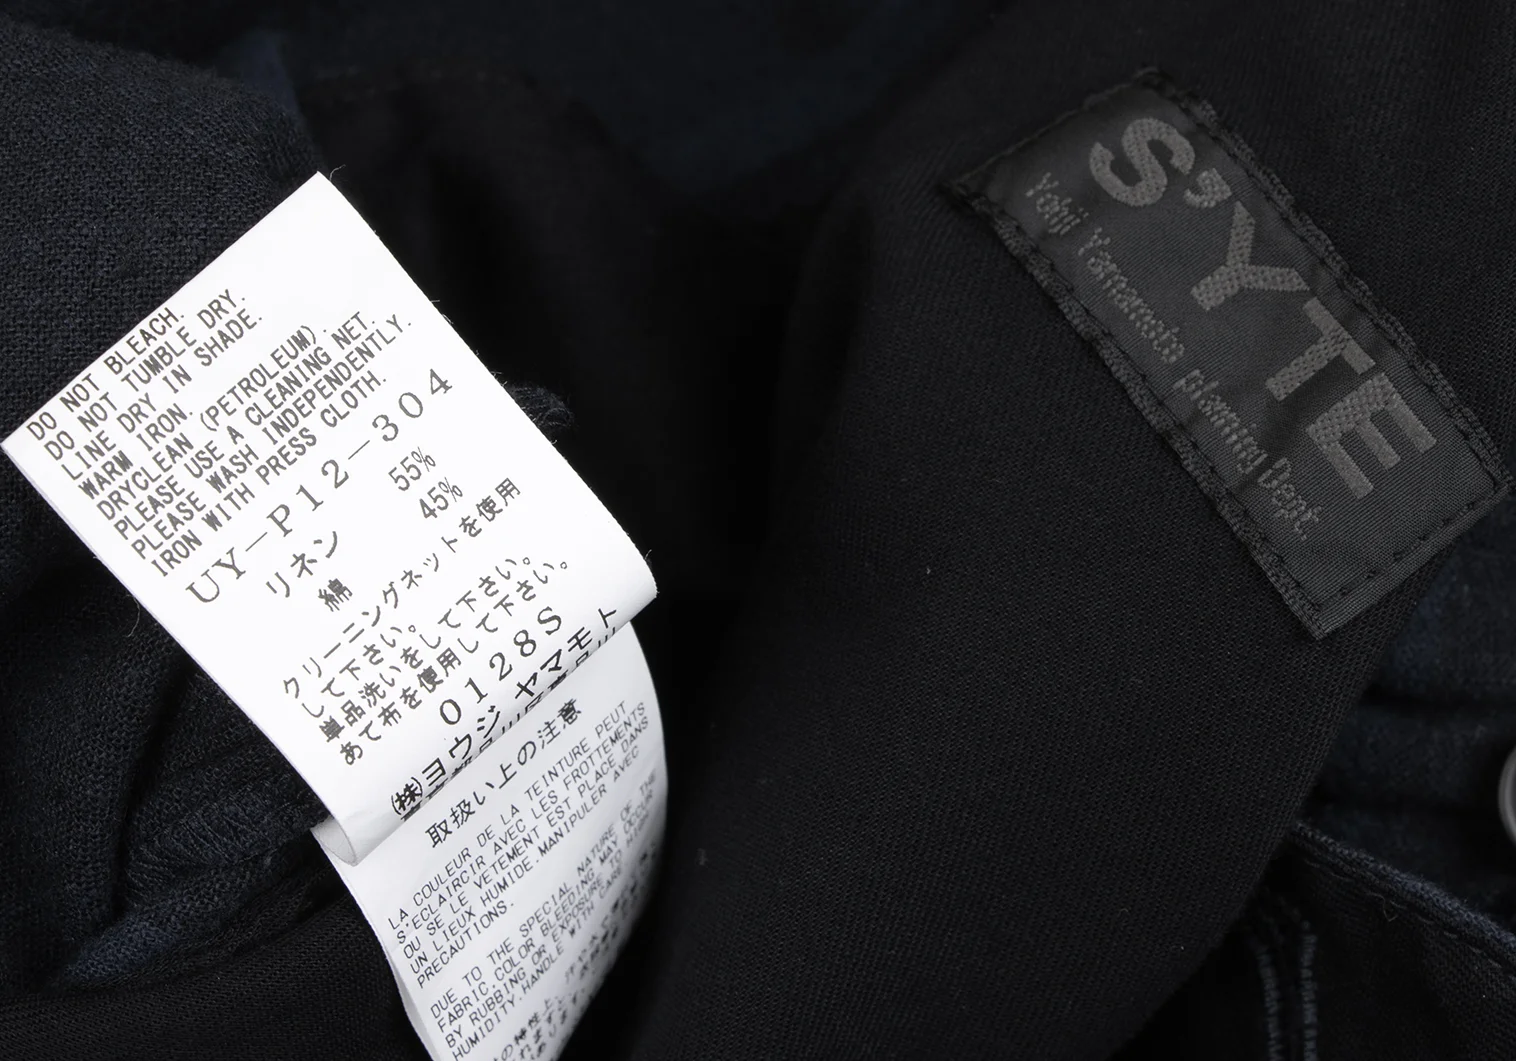 DO NOT BLEACH.
DO NOT TUMBLE DRY.
LINE DRY IN SHADE.
WARM IRON.
DRYCLEAN (PETROLEUM).
PLEASE USE A CLEANING NET
PLEASE WASH INDEPENDENTLY.
IRON WITH PRESS CLOTH.
UY－P12－304
リネン 55%
綿 45%
クリーニングネットを使用
して下さい。
単品洗いをして下さい。
あて布を使用して下さい。
0128S
(株)ヨウジヤマモト
取扱い上の注意
LA COULEUR DE LA TEINTURE PEUT
S'ECLAIRCIR AVEC LES FROTTEMENTS
OU SE LE VETEMENT EST PLACE DANS
UN LIEUX HUMIDE.MANIPULER AVEC
PRECAUTIONS.
DUE TO THE SPECIAL NATURE OF THE
FABRIC,COLOR BLEEDING MAY OCCUR
BY RUBBING OR EXPOSURE TO HIGH
HUMIDITY.HANDLE WITH CARE
S'YTE
Yohji Yamamoto planning Dept.